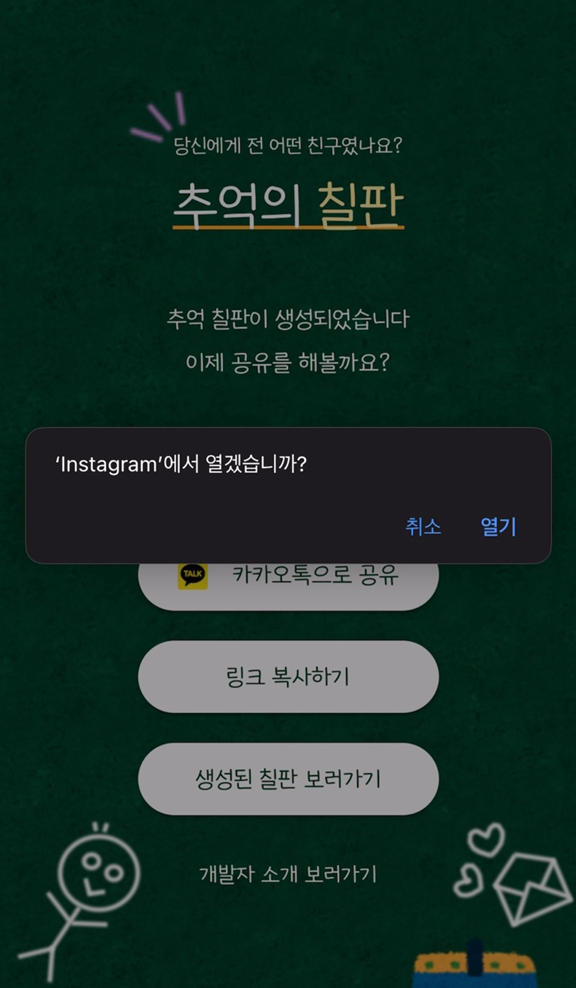 당신에게 전 어떤 친구였나요?
추억의 칠판
추억 칠판이 생성되었습니다
이제 공유를 해볼까요?
‘Instagram’에서 열겠습니까?
취소 열기
TALK 카카오톡으로 공유
링크 복사하기
생성된 칠판 보러가기
개발자 소개 보러가기